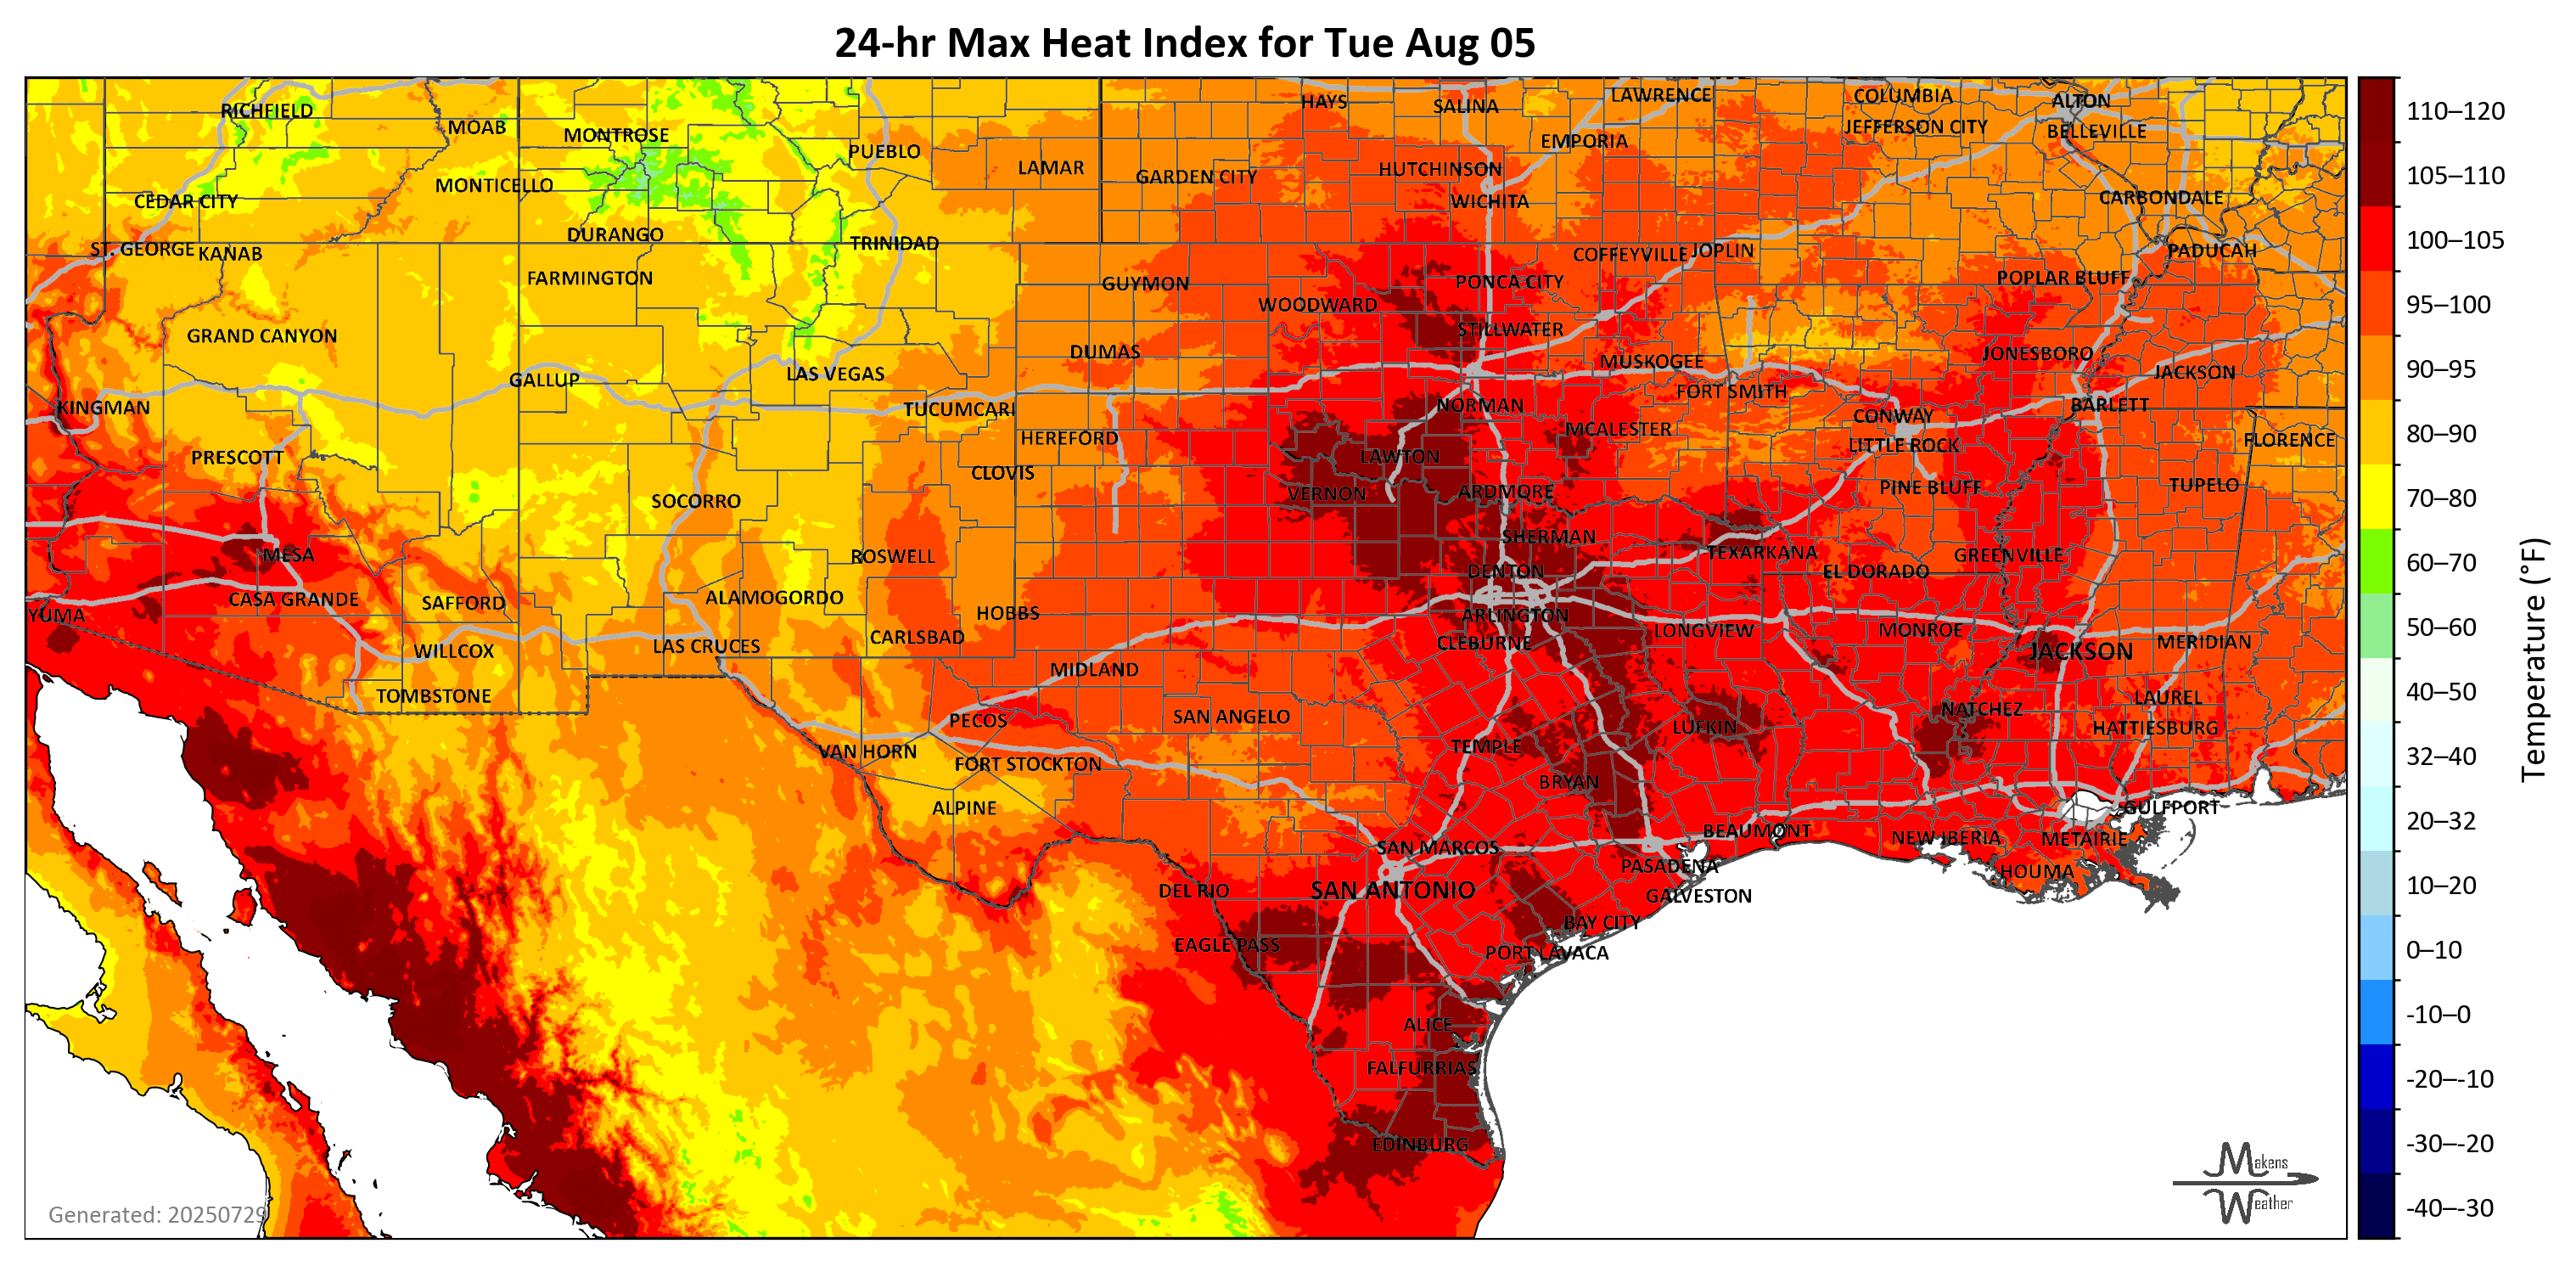 24-hr Max Heat Index for Tue Aug 05
RICHFIELD
MOAB
MONTROSE
PUEBLO
LAMAR
HAYS
SALINA
LAWRENCE
COLUMBIA
ALTON
GARDEN CITY
HUTCHINSON
EMPORIA
JEFFERSON CITY
BELLEVILLE
CEDAR CITY
MONTICELLO
WICHITA
CARBONDALE
ST. GEORGE
KANAB
DURANGO
TRINIDAD
COFFEYVILLE
JOPLIN
PADUCAH
FARMINGTON
GUYMON
WOODWARD
PONCA CITY
POPLAR BLUFF
GRAND CANYON
DUMAS
STILLWATER
MUSKOGEE
JONESBORO
JACKSON
GALLUP
LAS VEGAS
FORT SMITH
KINGMAN
TUCUMCARI
NORMAN
CONWAY
BARLETT
PRESCOTT
HEREFORD
LAWTON
MCALESTER
LITTLE ROCK
FLORENCE
CLOVIS
VERNON
ARDMORE
PINE BLUFF
TUPELO
SOCORRO
SHERMAN
MESA
ROSWELL
DENTON
TEXARKANA
GREENVILLE
EL DORADO
YUMA
CASA GRANDE
SAFFORD
ALAMOGORDO
HOBBS
ARLINGTON
WILLCOX
LAS CRUCES
CARLSBAD
CLEBURNE
LONGVIEW
MONROE
JACKSON
MERIDIAN
TOMBSTONE
MIDLAND
PECOS
SAN ANGELO
LUFKIN
NATCHEZ
LAUREL
HATTIESBURG
VAN HORN
FORT STOCKTON
TEMPLE
BRYAN
ALPINE
GULFPORT
SAN MARCOS
BEAUMONT
NEW IBERIA
METAIRIE
PASADENA
HOUMA
DEL RIO
SAN ANTONIO
GALVESTON
EAGLE PASS
BAY CITY
PORT LAVACA
ALICE
FALFURRIAS
EDINBURG
Generated: 20250729
Makens
Weather
110–120
105–110
100–105
95–100
90–95
80–90
70–80
60–70
50–60
40–50
32–40
20–32
10–20
0–10
-10–0
-20–-10
-30–-20
-40–-30
Temperature (°F)